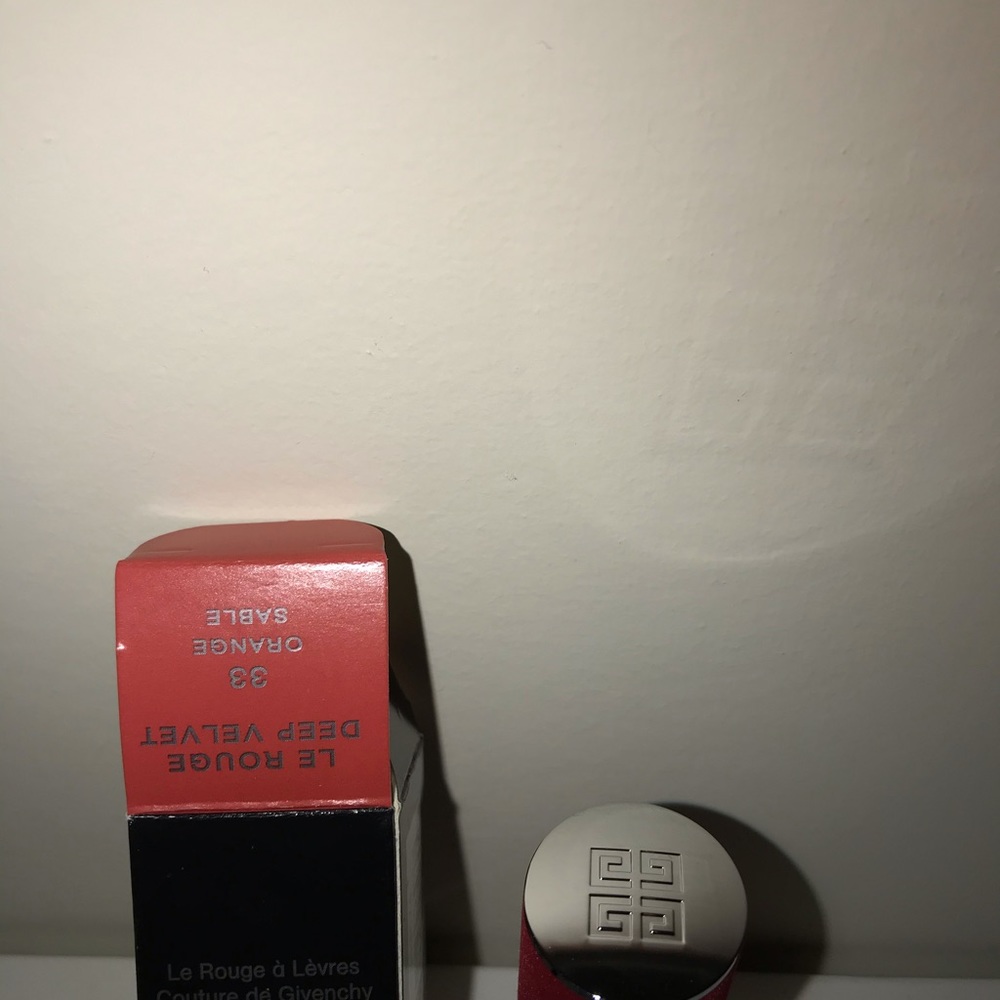 LE ROUGE
DEEP VELVET
33
ORANGE
SABLE
Le Rouge à Lèvres
Couture de Givenchy